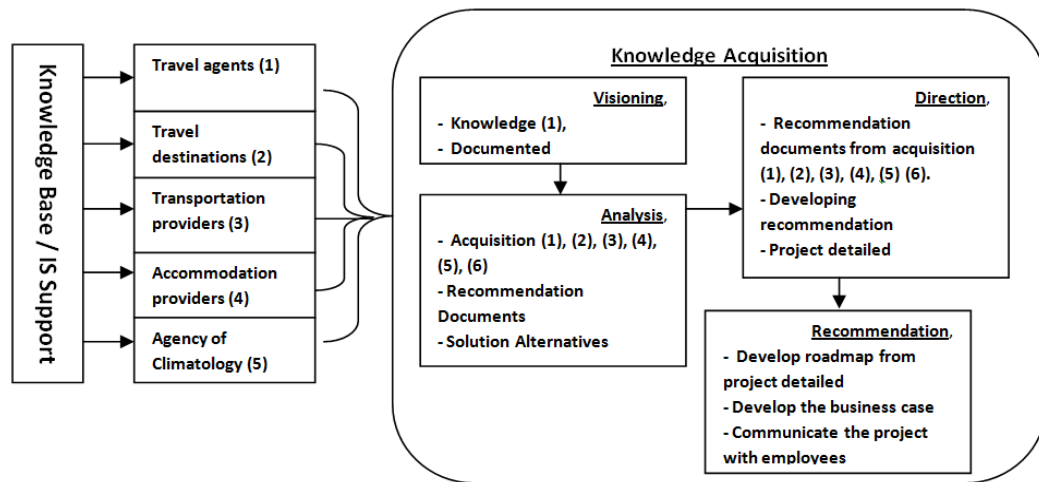 Knowledge Base / IS Support
Travel agents (1)
Travel
destinations (2)
Transportation
providers (3)
Accommodation
providers (4)
Agency of
Climatology (5)
Knowledge Acquisition
Visioning,
- Knowledge (1),
- Documented
Analysis,
- Acquisition (1), (2), (3), (4),
(5), (6)
- Recommendation
Documents
- Solution Alternatives
Direction,
- Recommendation
documents from acquisition
(1), (2), (3), (4), (5) (6).
- Developing
recommendation
- Project detailed
Recommendation,
- Develop roadmap from
project detailed
- Develop the business case
- Communicate the project
with employees